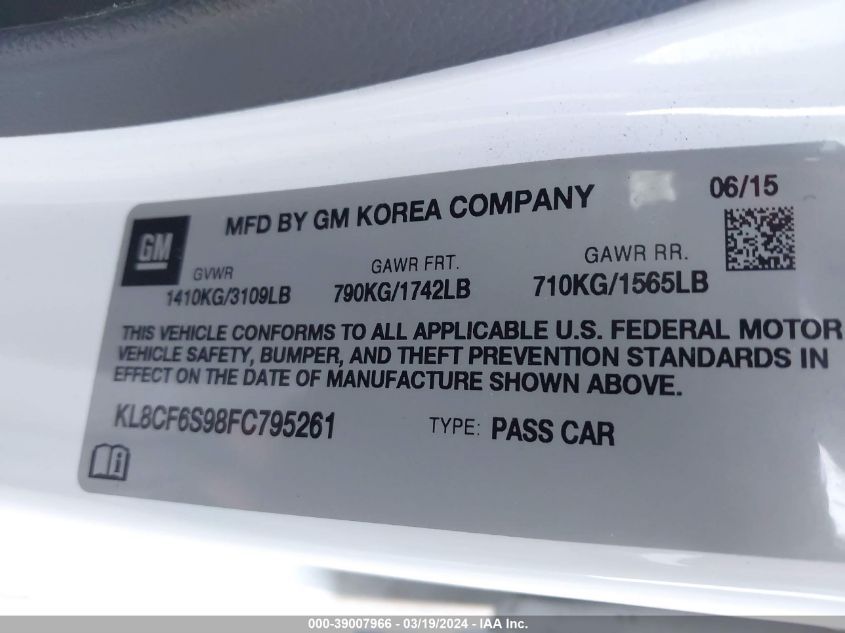 MFD BY GM KOREA COMPANY 06/15
GM
GVWR GAWR FRT. GAWR RR.
1410KG/3109LB 790KG/1742LB 710KG/1565LB
THIS VEHICLE CONFORMS TO ALL APPLICABLE U.S. FEDERAL MOTOR
VEHICLE SAFETY, BUMPER, AND THEFT PREVENTION STANDARDS IN
EFFECT ON THE DATE OF MANUFACTURE SHOWN ABOVE.
KL8CF6S98FC795261 TYPE: PASS CAR
000-39007966 - 03/19/2024 - IAA Inc.